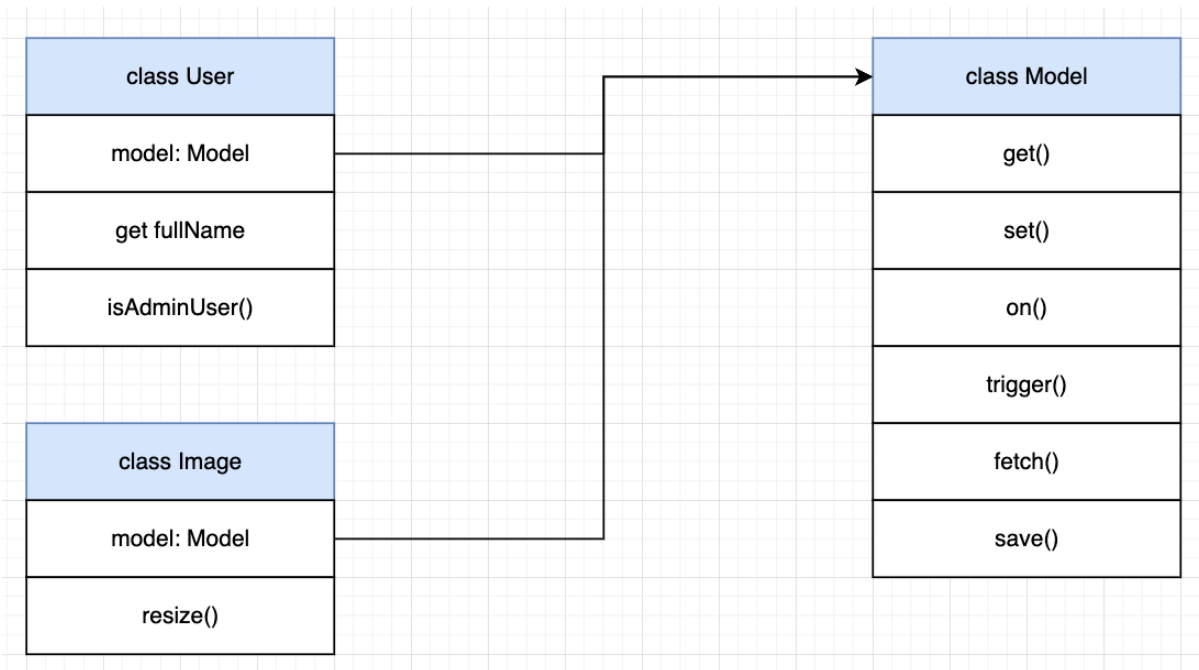 class User
model: Model
get fullName
isAdminUser()
class Image
model: Model
resize()
class Model
get()
set()
on()
trigger()
fetch()
save()